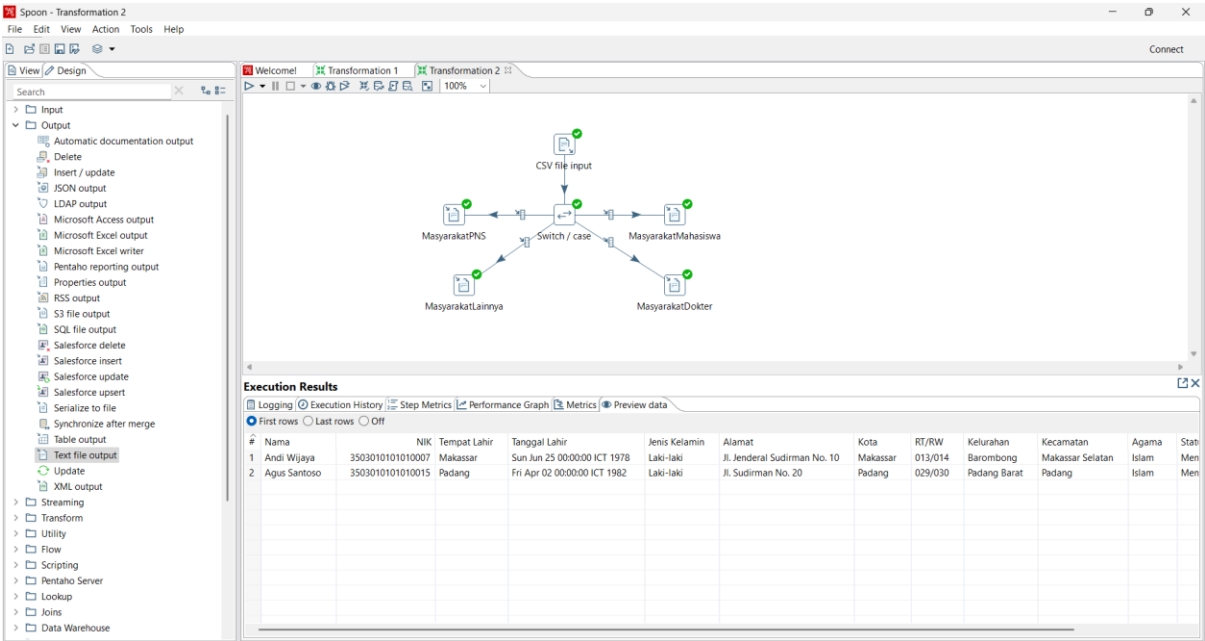 Spoon - Transformation 2
File Edit View Action Tools Help
Connect
View Design
Search
Input
Output
Automatic documentation output
Delete
Insert / update
JSON output
LDAP output
Microsoft Access output
Microsoft Excel output
Microsoft Excel writer
Pentaho reporting output
Properties output
RSS output
S3 file output
SQL file output
Salesforce delete
Salesforce insert
Salesforce update
Salesforce upsert
Serialize to file
Synchronize after merge
Table output
Text file output
Update
XML output
Streaming
Transform
Utility
Flow
Scripting
Pentaho Server
Lookup
Joins
Data Warehouse
Welcome! Transformation 1 Transformation 2
100%
CSV file input
MasyarakatPNS Switch / case MasyarakatMahasiswa
MasyarakatLainnya MasyarakatDokter
Execution Results
Logging Execution History Step Metrics Performance Graph Metrics Preview data
First rows Last rows Off
# Nama NIK Tempat Lahir Tanggal Lahir Jenis Kelamin Alamat Kota RT/RW Kelurahan Kecamatan Agama Stat
1 Andi Wijaya 3503010101010007 Makassar Sun Jun 25 00:00:00 ICT 1978 Laki-laki Jl. Jenderal Sudirman No. 10 Makassar 013/014 Barombong Makassar Selatan Islam Men
2 Agus Santoso 3503010101010015 Padang Fri Apr 02 00:00:00 ICT 1982 Laki-laki Jl. Sudirman No. 20 Padang 029/030 Padang Barat Padang Islam Men